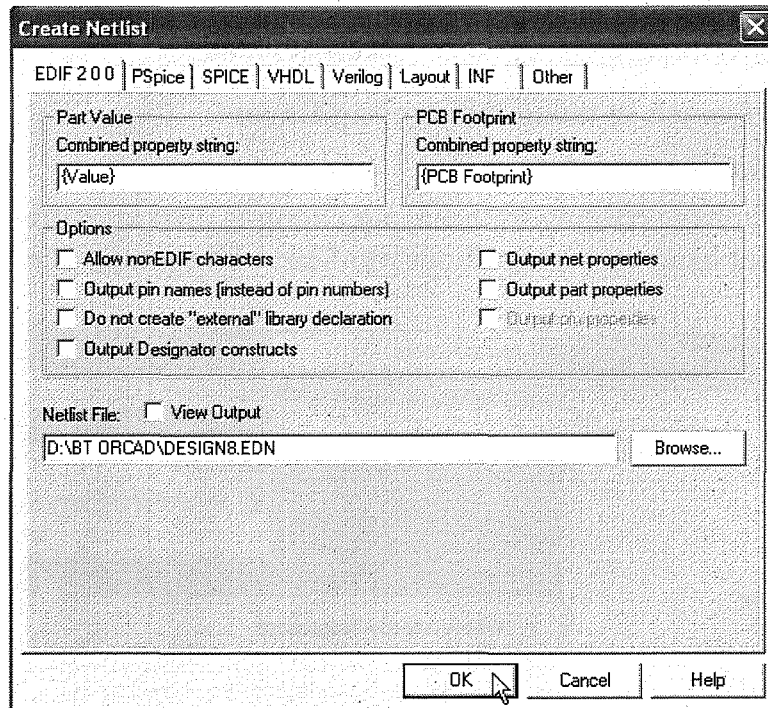 Create Netlist
EDIF 2 0 0 PSpice SPICE VHDL Verilog Layout INF Other
Part Value
Combined property string:
{Value}
PCB Footprint
Combined property string:
{PCB Footprint}
Options
Allow nonEDIF characters
Output pin names (instead of pin numbers)
Do not create "external" library declaration
Output Designator constructs
Output net properties
Output part properties
Output pin properties
Netlist File: View Output
D:\BT ORCAD\DESIGN8.EDN
Browse...
OK Cancel Help